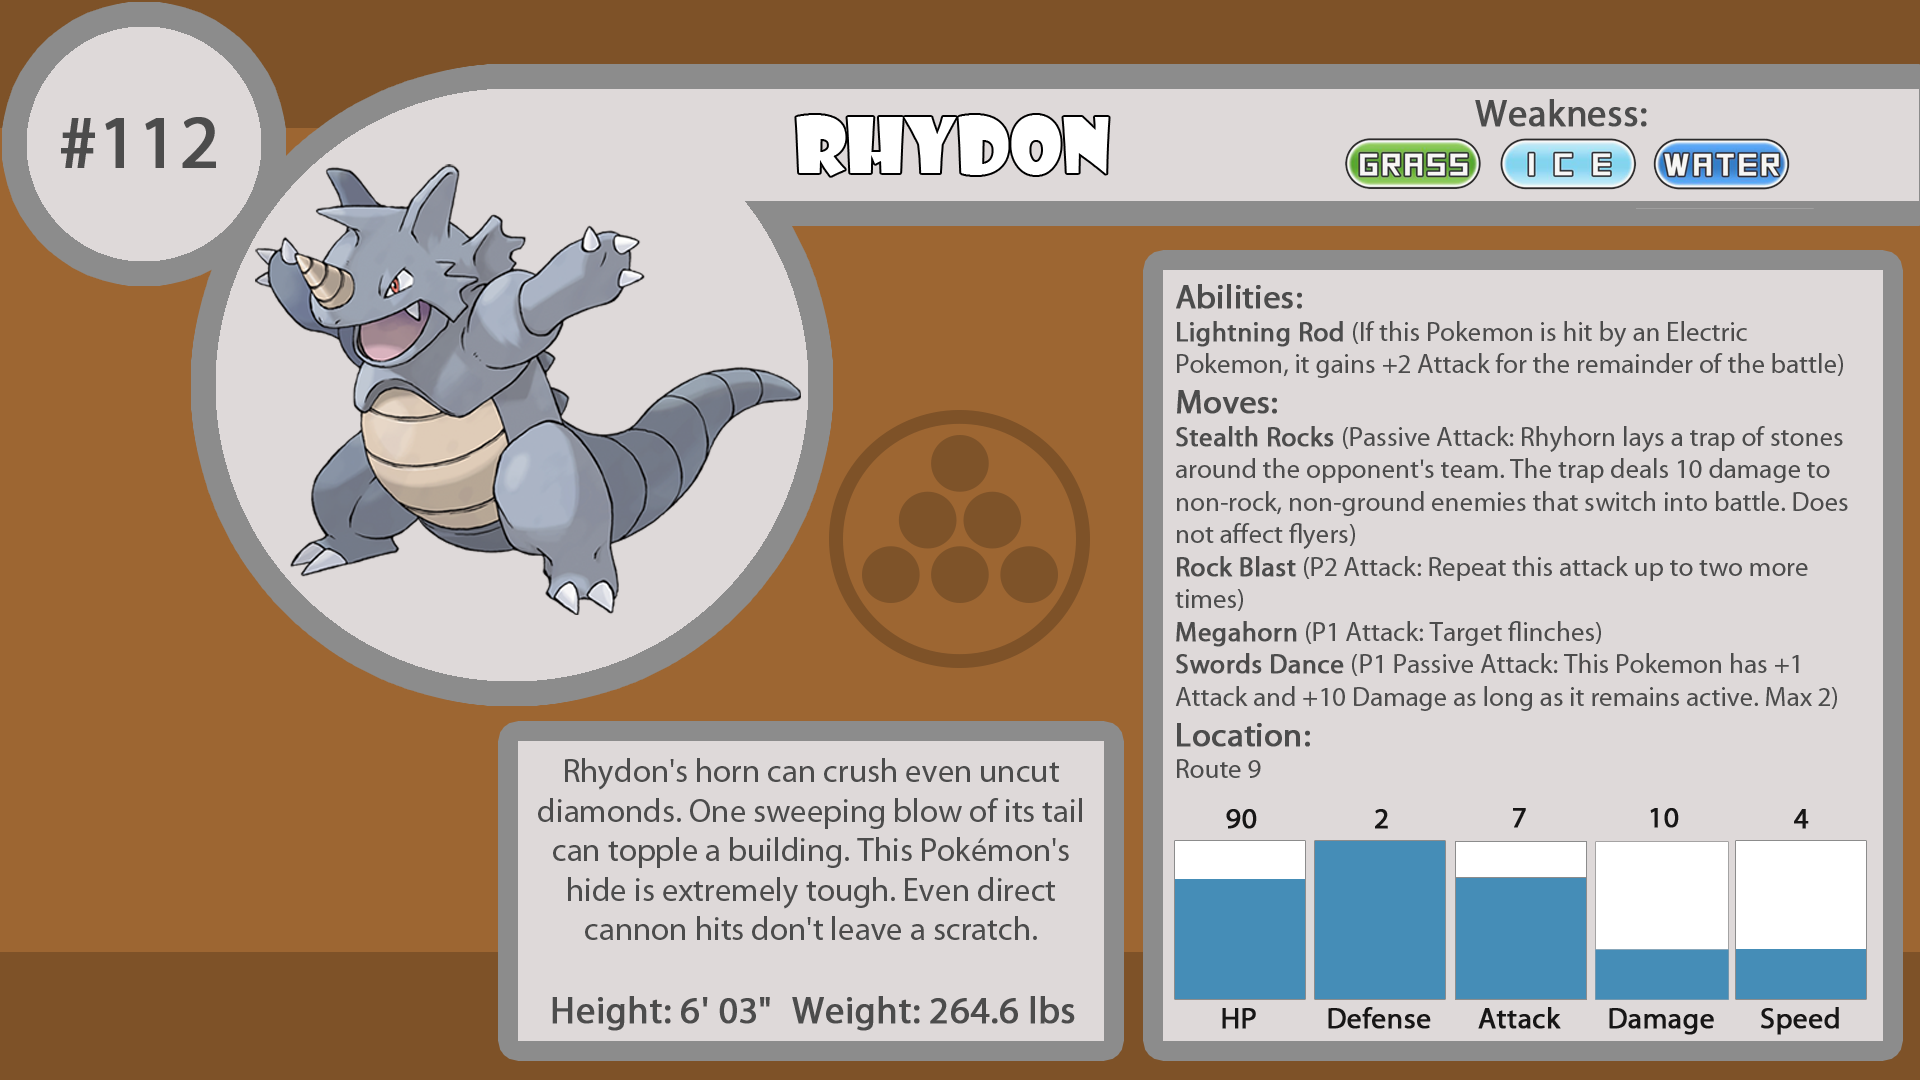 #112
RHYDON
Weakness:
GRASS ICE WATER
Abilities:
Lightning Rod (If this Pokemon is hit by an Electric
Pokemon, it gains +2 Attack for the remainder of the battle)
Moves:
Stealth Rocks (Passive Attack: Rhyhorn lays a trap of stones
around the opponent's team. The trap deals 10 damage to
non-rock, non-ground enemies that switch into battle. Does
not affect flyers)
Rock Blast (P2 Attack: Repeat this attack up to two more
times)
Megahorn (P1 Attack: Target flinches)
Swords Dance (P1 Passive Attack: This Pokemon has +1
Attack and +10 Damage as long as it remains active. Max 2)
Location:
Route 9
90 2 7 10 4
HP Defense Attack Damage Speed
Rhydon's horn can crush even uncut
diamonds. One sweeping blow of its tail
can topple a building. This Pokémon's
hide is extremely tough. Even direct
cannon hits don't leave a scratch.
Height: 6' 03" Weight: 264.6 lbs